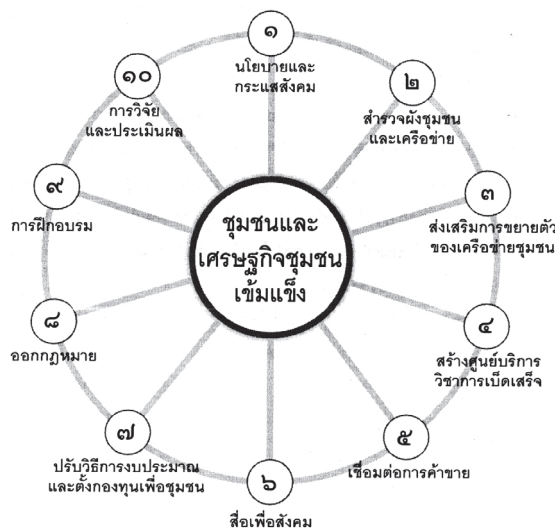 ๑
นโยบายและ
กระแสสังคม
๒
สำรวจผังชุมชน
และเครือข่าย
๓
ส่งเสริมการขยายตัว
ของเครือข่ายชุมชน
๔
สร้างศูนย์บริการ
วิชาการเบ็ดเสร็จ
๕
เชื่อมต่อการค้าขาย
๖
สื่อเพื่อสังคม
๗
ปรับวิธีการงบประมาณ
และตั้งกองทุนเพื่อชุมชน
๘
ออกกฎหมาย
๙
การฝึกอบรม
๑๐
การวิจัย
และประเมินผล
ชุมชนและ
เศรษฐกิจชุมชน
เข้มแข็ง